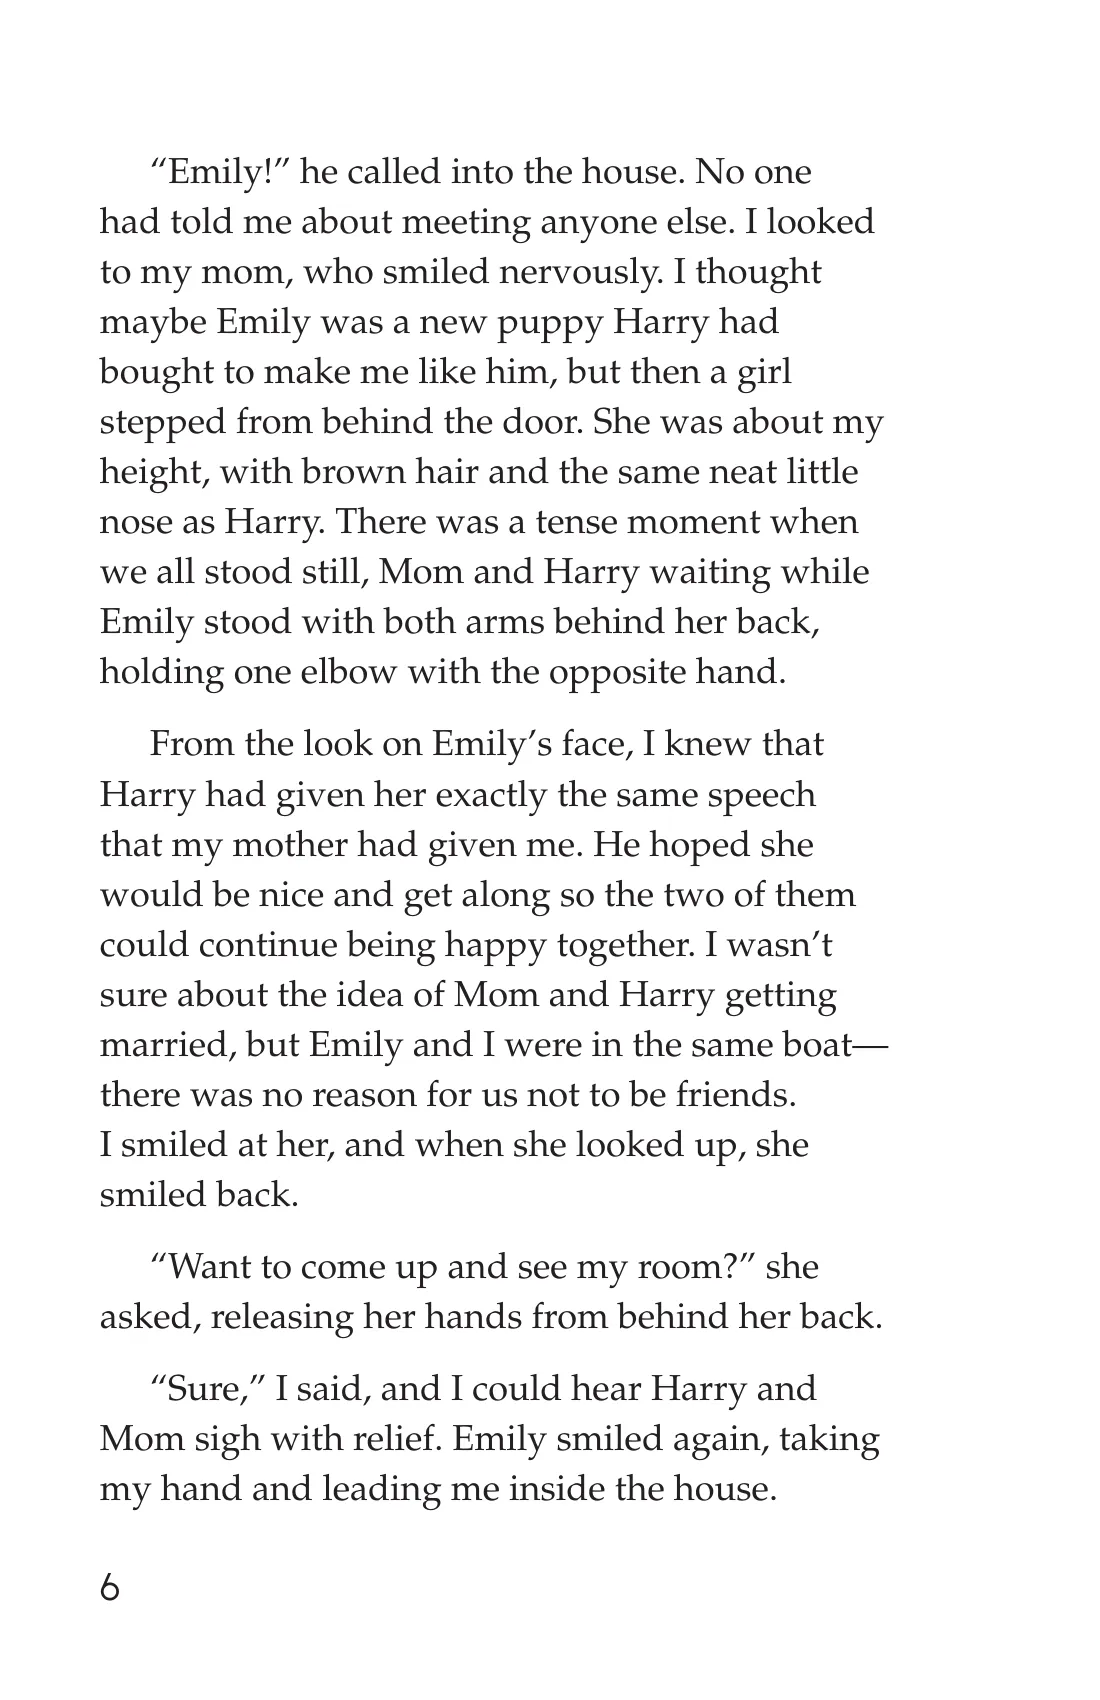 “Emily!” he called into the house. No one
had told me about meeting anyone else. I looked
to my mom, who smiled nervously. I thought
maybe Emily was a new puppy Harry had
bought to make me like him, but then a girl
stepped from behind the door. She was about my
height, with brown hair and the same neat little
nose as Harry. There was a tense moment when
we all stood still, Mom and Harry waiting while
Emily stood with both arms behind her back,
holding one elbow with the opposite hand.
From the look on Emily’s face, I knew that
Harry had given her exactly the same speech
that my mother had given me. He hoped she
would be nice and get along so the two of them
could continue being happy together. I wasn’t
sure about the idea of Mom and Harry getting
married, but Emily and I were in the same boat—
there was no reason for us not to be friends.
I smiled at her, and when she looked up, she
smiled back.
“Want to come up and see my room?” she
asked, releasing her hands from behind her back.
“Sure,” I said, and I could hear Harry and
Mom sigh with relief. Emily smiled again, taking
my hand and leading me inside the house.
6